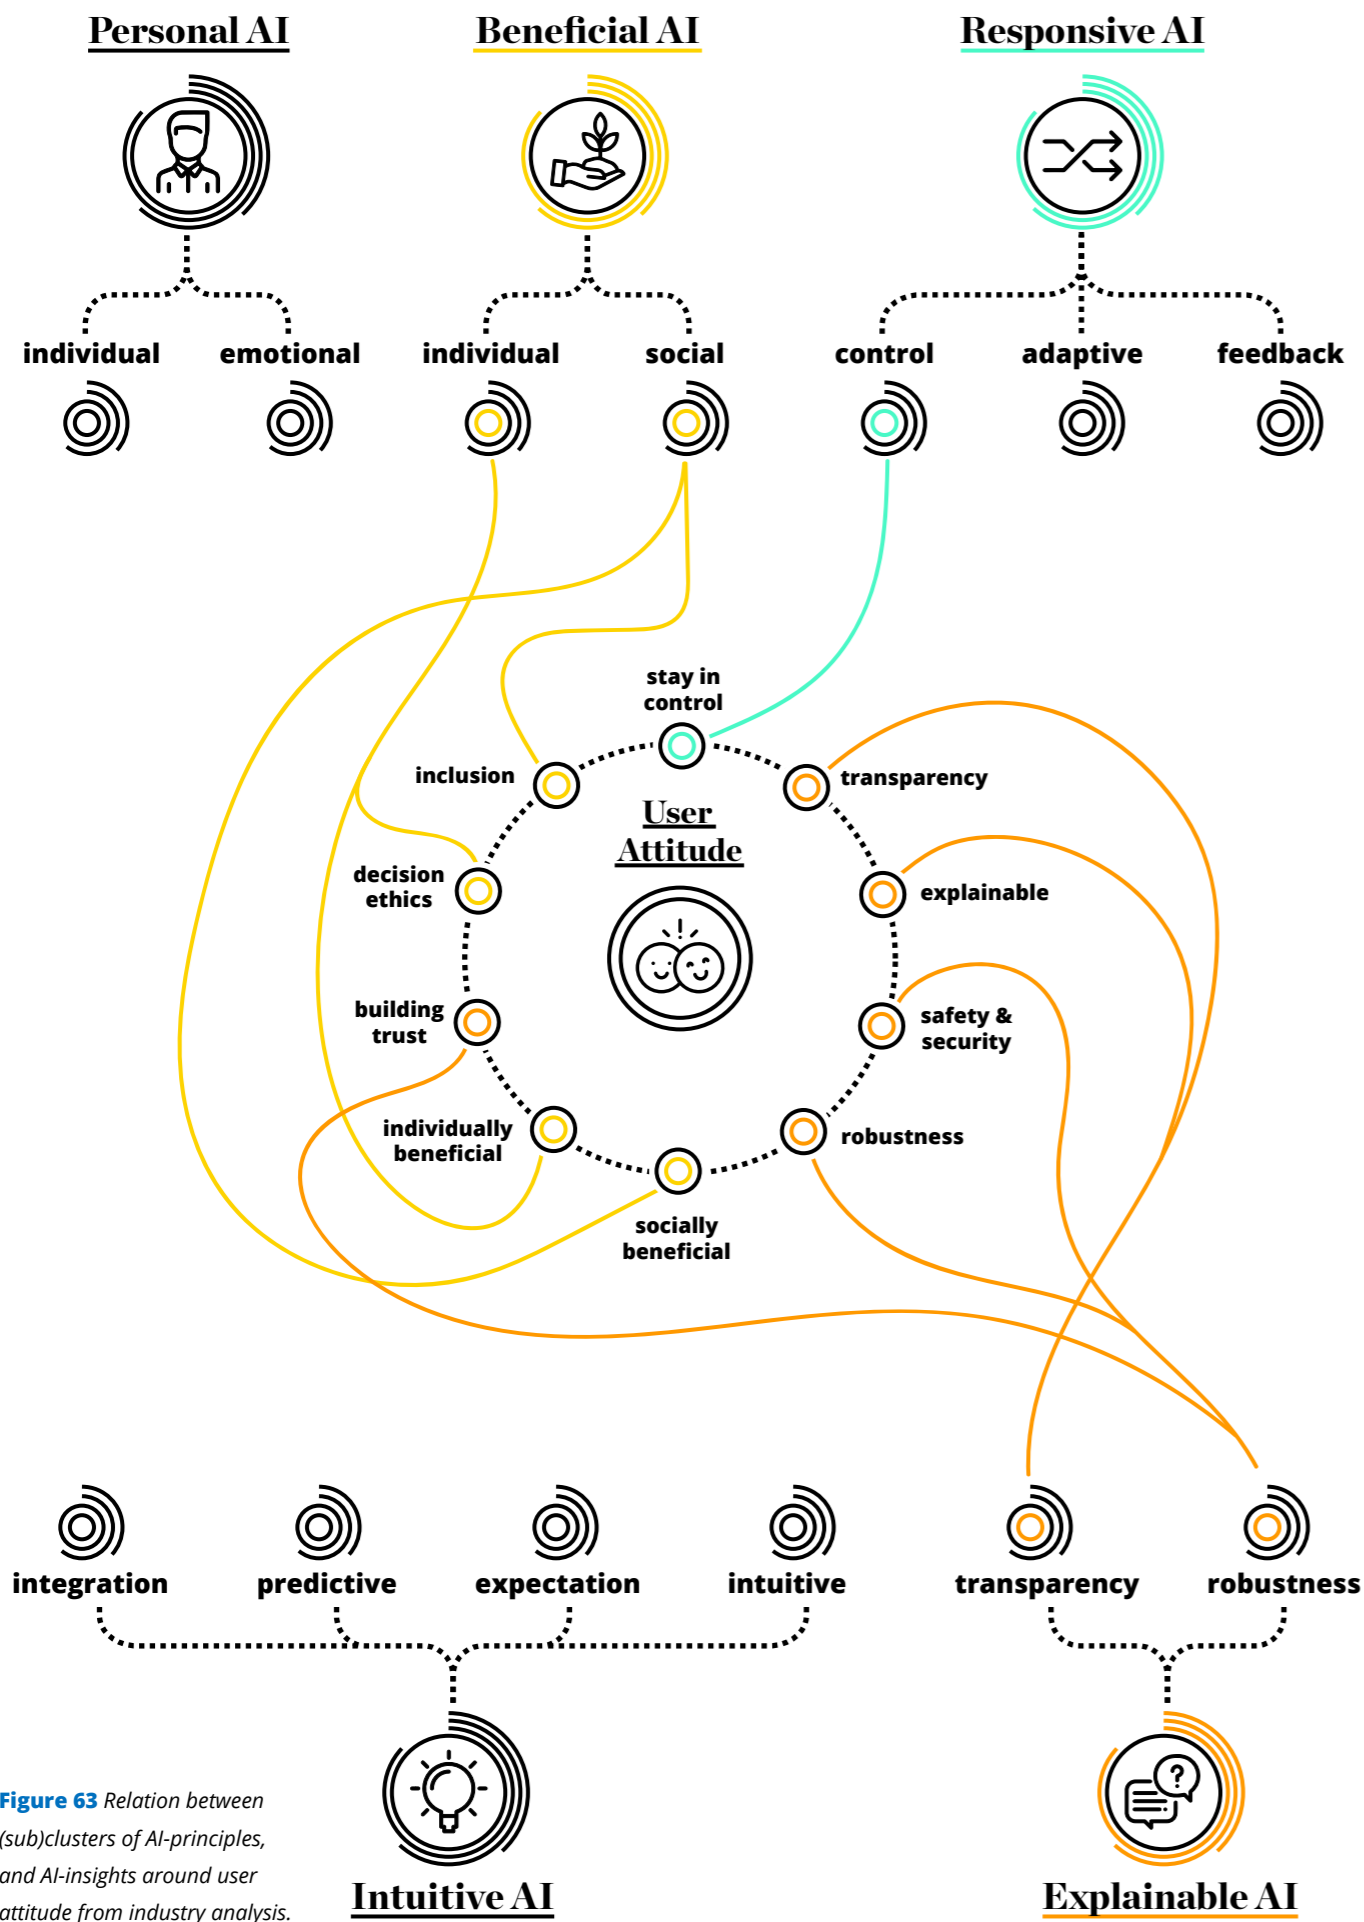 Personal AI
Beneficial AI
Responsive AI
individual
emotional
individual
social
control
adaptive
feedback
stay in
control
inclusion
transparency
User
Attitude
decision
ethics
explainable
building
trust
safety &
security
individually
beneficial
robustness
socially
beneficial
integration
predictive
expectation
intuitive
transparency
robustness
?
Figure 63 Relation between
(sub)clusters of AI-principles,
and AI-insights around user
attitude from industry analysis.
Intuitive AI
Explainable AI